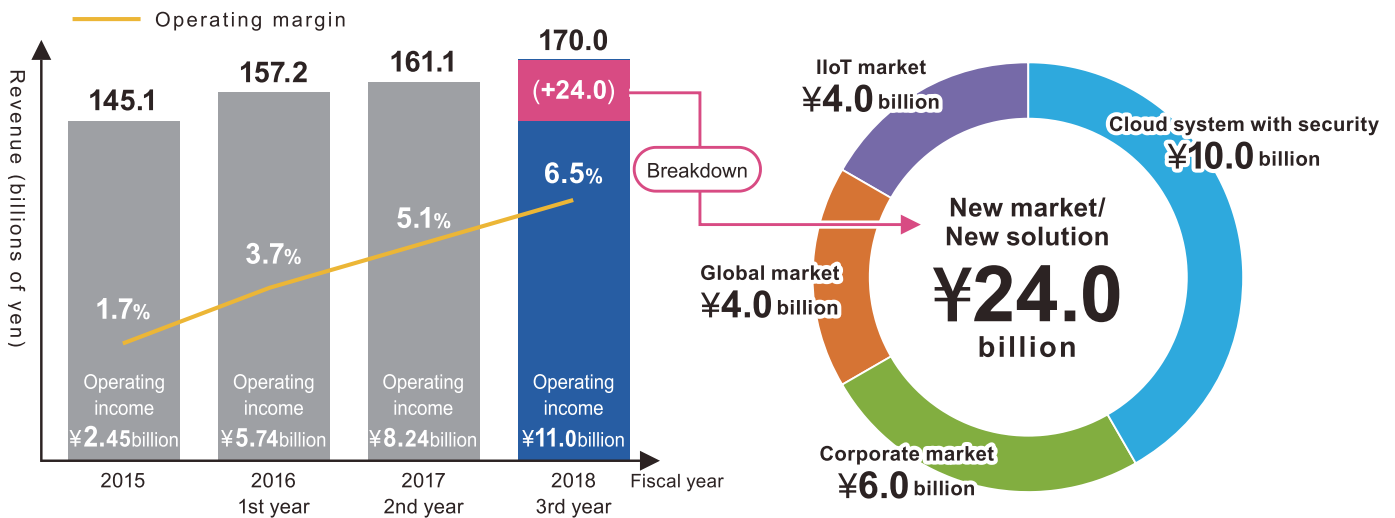 Operating margin
Revenue (billions of yen)
145.1
157.2
161.1
170.0
(+24.0)
1.7%
3.7%
5.1%
6.5%
Operating
income
¥2.45billion
Operating
income
¥5.74billion
Operating
income
¥8.24billion
Operating
income
¥11.0billion
2015
2016
1st year
2017
2nd year
2018
3rd year
Fiscal year
Breakdown
New market/
New solution
¥24.0
billion
IIoT market
¥4.0 billion
Cloud system with security
¥10.0 billion
Global market
¥4.0 billion
Corporate market
¥6.0 billion